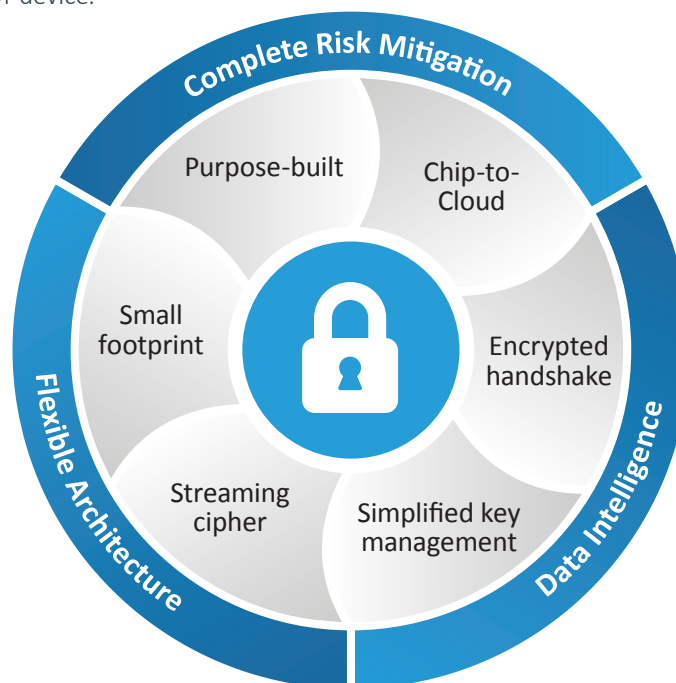 device.
Complete Risk Mitigation
Purpose-built
Chip-to-
Cloud
Small
footprint
Encrypted
handshake
Streaming
cipher
Simplified key
management
Flexible Architecture
Data Intelligence